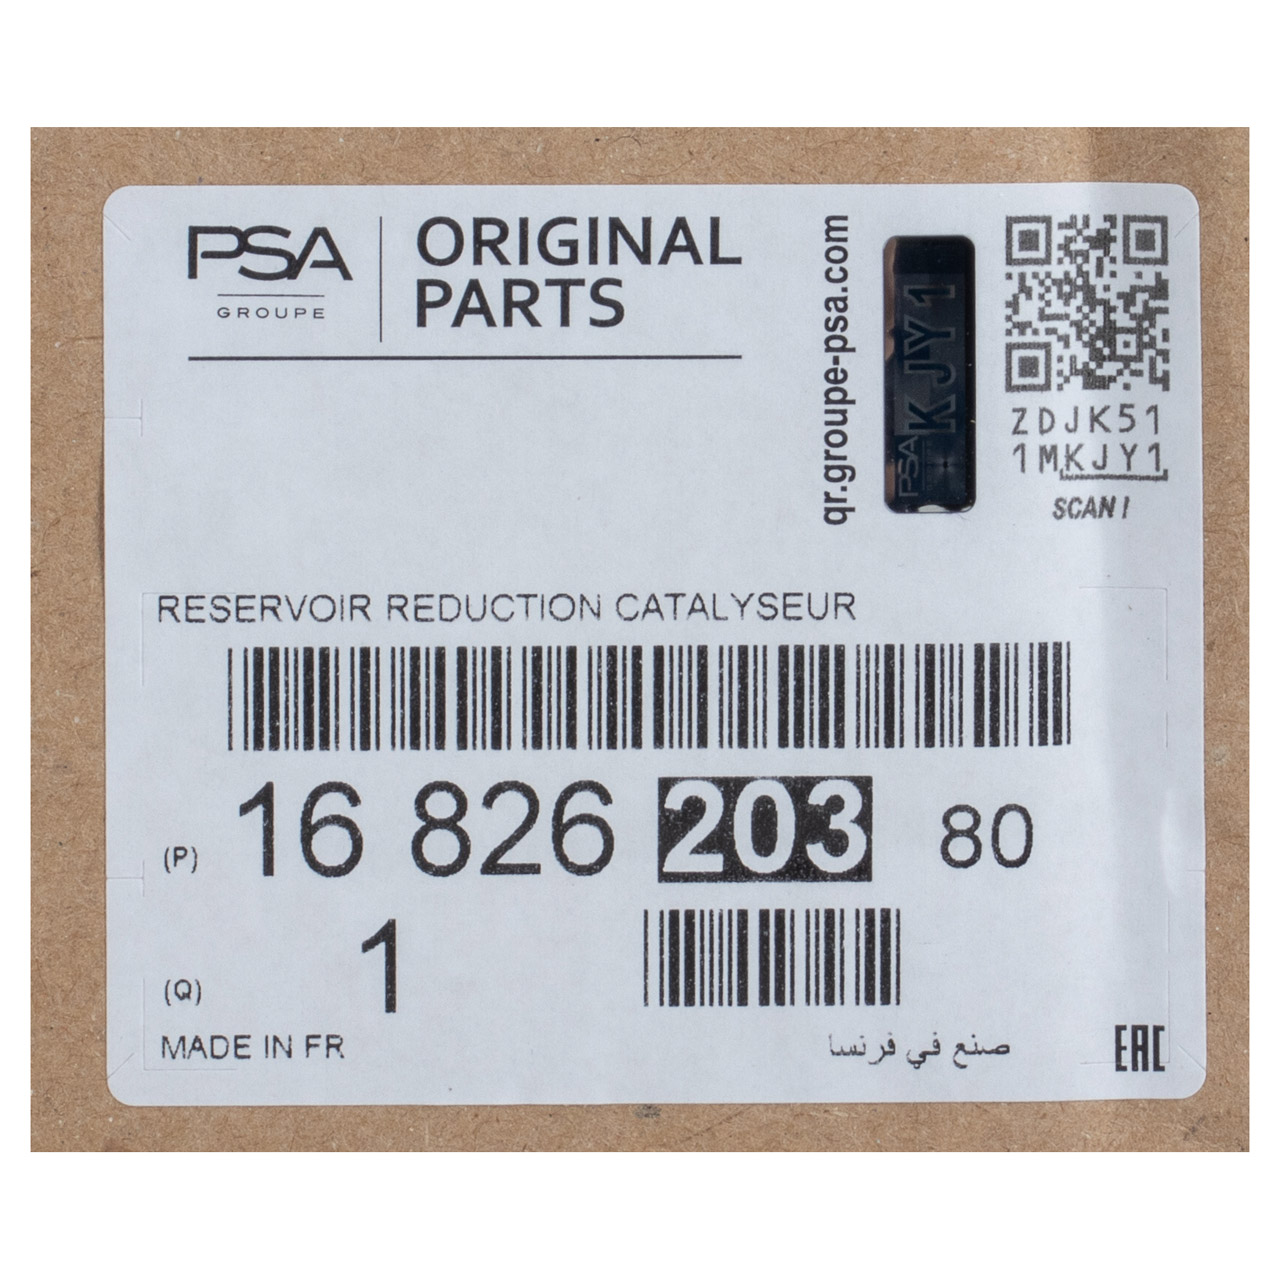 PSA
GROUPE
ORIGINAL
PARTS
qr.groupe-psa.com
PSA KJY1
ZDJK51
1MKJY1
SCAN !
RESERVOIR REDUCTION CATALYSEUR
(P) 16 826 203 80
(Q) 1
MADE IN FR
صنع في فرنسا
EAC